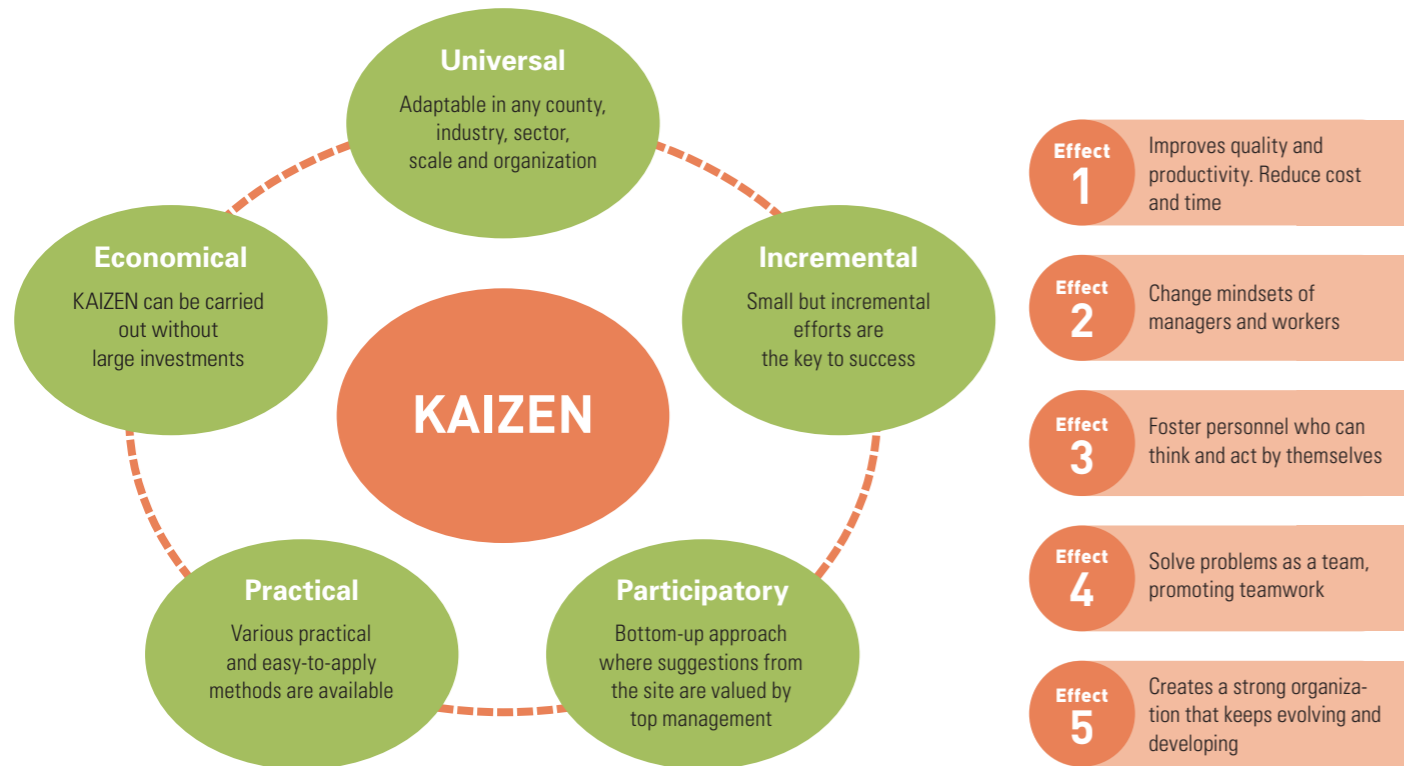 Universal
Adaptable in any county,
industry, sector,
scale and organization
Economical
KAIZEN can be carried
out without
large investments
Incremental
Small but incremental
efforts are
the key to success
KAIZEN
Practical
Various practical
and easy-to-apply
methods are available
Participatory
Bottom-up approach
where suggestions from
the site are valued by
top management
Effect
1
Improves quality and
productivity. Reduce cost
and time
Effect
2
Change mindsets of
managers and workers
Effect
3
Foster personnel who can
think and act by themselves
Effect
4
Solve problems as a team,
promoting teamwork
Effect
5
Creates a strong organiza-
tion that keeps evolving and
developing